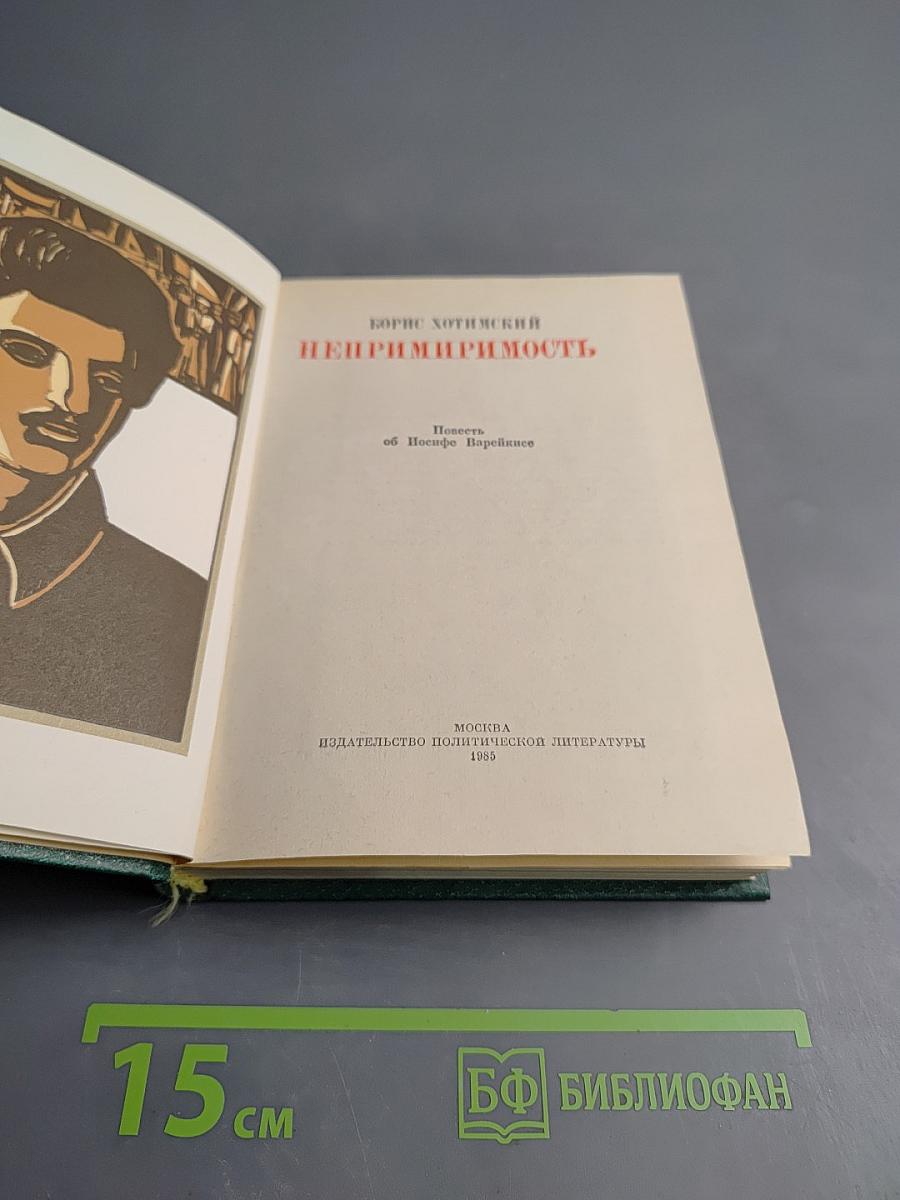 БОРИС ХОТИМСКИЙ
НЕПРИМИРИМОСТЬ
Повесть
об Иосифе Варейкисе
МОСКВА
ИЗДАТЕЛЬСТВО ПОЛИТИЧЕСКОЙ ЛИТЕРАТУРЫ
1985
15 см
БФ БИБЛИОФАН